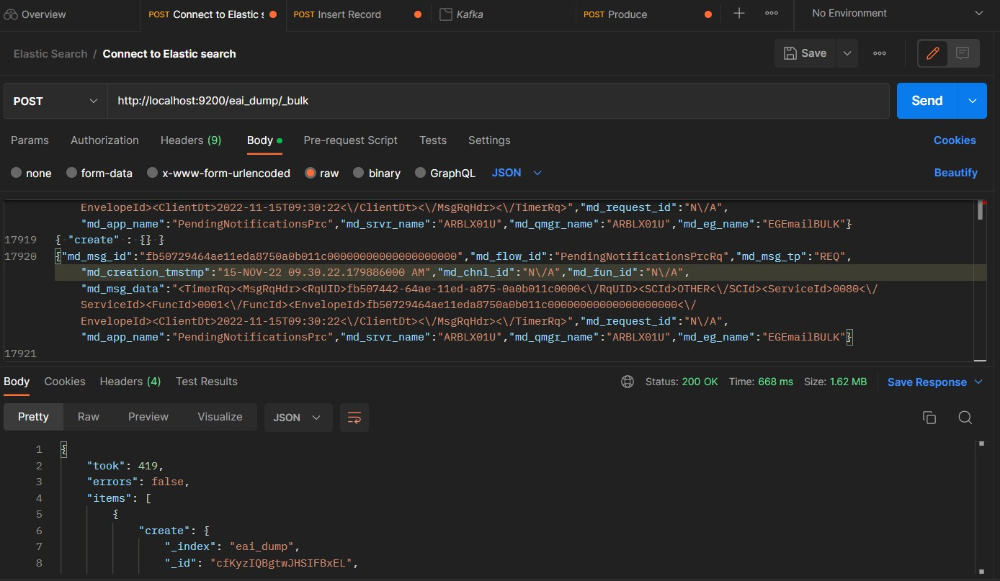 Overview
POST Connect to Elastic s
POST Insert Record
Kafka
POST Produce
No Environment
Elastic Search / Connect to Elastic search
Save
POST
http://localhost:9200/eai_dump/_bulk
Send
Params Authorization Headers (9) Body Pre-request Script Tests Settings Cookies
none form-data x-www-form-urlencoded raw binary GraphQL JSON Beautify
EnvelopeId><ClientDt>2022-11-15T09:30:22<\/ClientDt><\/MsgRqHdr><\/TimerRq>","md_request_id":"N\/A",
"md_app_name":"PendingNotificationsPrc","md_srvr_name":"ARBLX01U","md_qmgr_name":"ARBLX01U","md_eg_name":"EGEmailBULK"}
17919 { "create" : {} }
17920 {"md_msg_id":"fb50729464ae11eda8750a0b011c00000000000000000000","md_flow_id":"PendingNotificationsPrcRq","md_msg_tp":"REQ",
"md_creation_tmstmp":"15-NOV-22 09.30.22.179886000 AM","md_chnl_id":"N\/A","md_fun_id":"N\/A",
"md_msg_data":"<TimerRq><MsgRqHdr><RqUID>fb507442-64ae-11ed-a875-0a0b011c0000<\/RqUID><SCId>OTHER<\/SCId><ServiceId>0080<\/
ServiceId><FuncId>0001<\/FuncId><EnvelopeId>fb50729464ae11eda8750a0b011c00000000000000000000<\/
EnvelopeId><ClientDt>2022-11-15T09:30:22<\/ClientDt><\/MsgRqHdr><\/TimerRq>","md_request_id":"N\/A",
"md_app_name":"PendingNotificationsPrc","md_srvr_name":"ARBLX01U","md_qmgr_name":"ARBLX01U","md_eg_name":"EGEmailBULK"}
17921
Body Cookies Headers (4) Test Results Status: 200 OK Time: 668 ms Size: 1.62 MB Save Response
Pretty Raw Preview Visualize JSON
1 {
2 "took": 419,
3 "errors": false,
4 "items": [
5 {
6 "create": {
7 "_index": "eai_dump",
8 "_id": "cfKyzIQBgtwJHSIFBxEL",